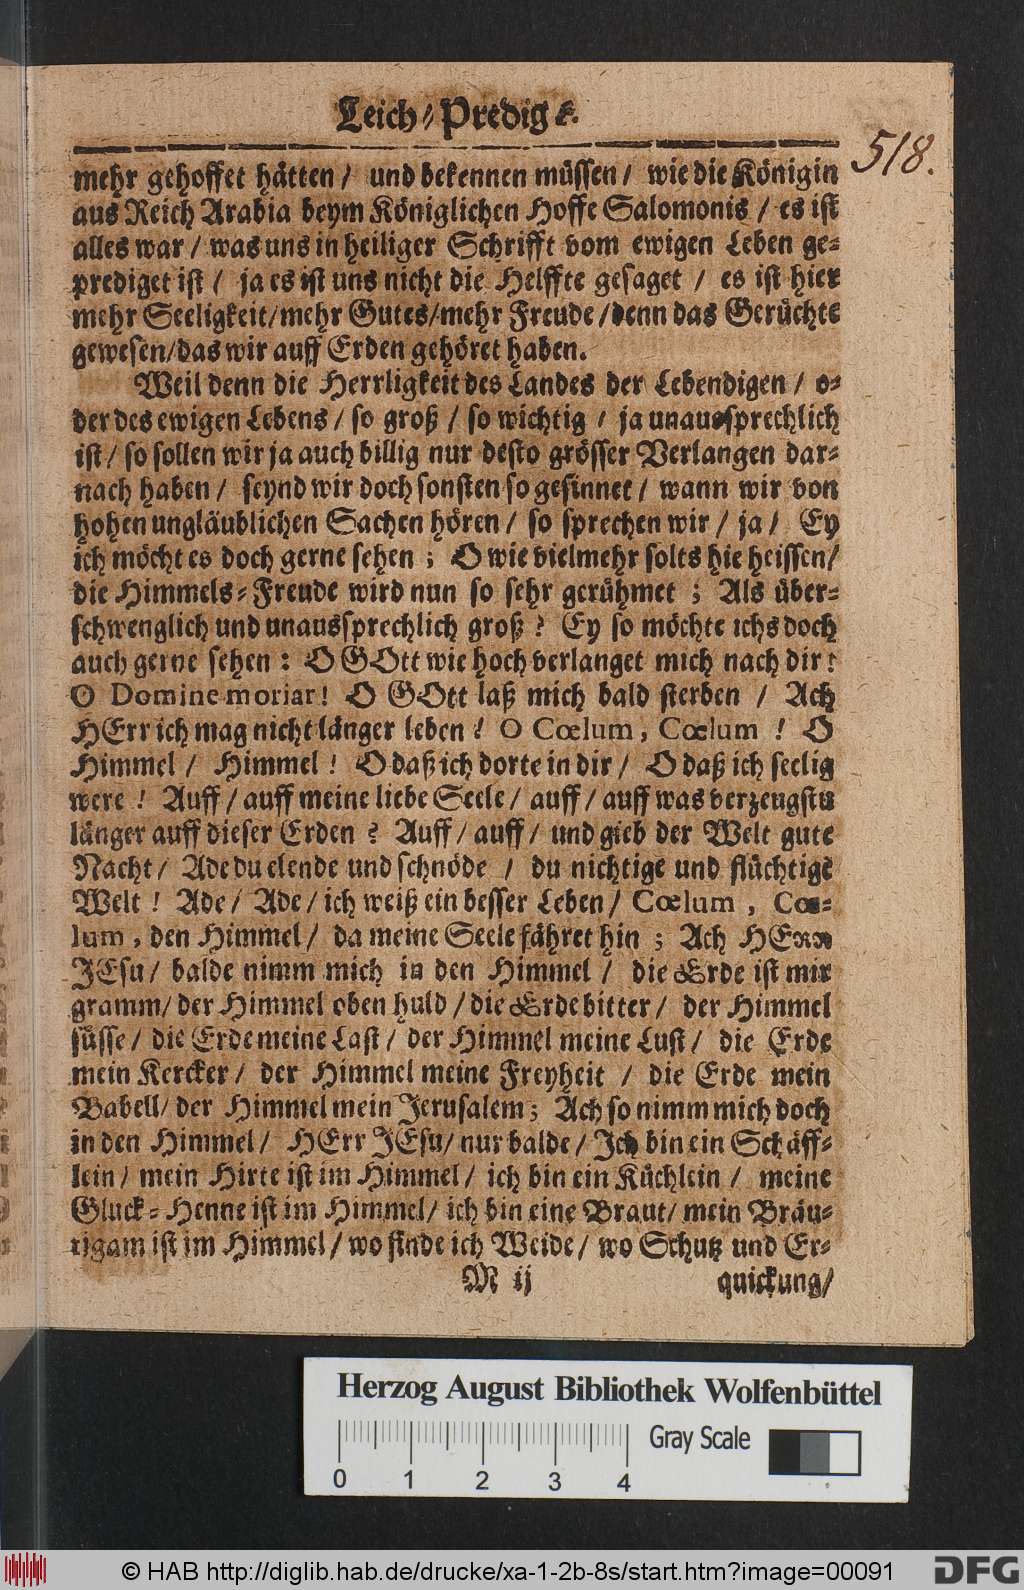 Leich-Predigt.
518.
mehr gehoffet hätten / und bekennen müssen / wie die Königin
aus Reich Arabia beym Königlichen Hoffe Salomonis / es ist
alles war / was uns in heiliger Schrifft vom ewigen Leben ge-
prediget ist / ja es ist uns nicht die Helffte gesaget / es ist hier
mehr Seeligkeit / mehr Gutes / mehr Freude / denn das Gerüchte
gewesen / das wir auff Erden gehöret haben.
Weil denn die Herrligkeit des Landes der Lebendigen / o-
der des ewigen Lebens / so groß / so wichtig / ja unaussprechlich
ist / so sollen wir ja auch billig nur desto grösser Verlangen dar-
nach haben / seynd wir doch sonsten so gesinnet / wann wir von
hohen ungläublichen Sachen hören / so sprechen wir / ja / Ey
ich möcht es doch gerne sehen ; O wie vielmehr solts hie heissen /
die Himmels-Freude wird nun so sehr gerühmet ; Als über-
schwenglich und unaussprechlich groß ? Ey so möchte ichs doch
auch gerne sehen : O GOtt wie hoch verlanget mich nach dir !
O Domine moriar ! O GOtt laß mich bald sterben / Ach
HErr ich mag nicht länger leben ! O Cœlum, Cœlum ! O
Himmel / Himmel ! O daß ich dorte in dir / O daß ich seelig
were ! Auff / auff meine liebe Seele / auff / auff was verzeugstu
länger auff dieser Erden ? Auff / auff / und gieb der Welt gute
Nacht / Ade du elende und schnöde / du nichtige und flüchtige
Welt ! Ade / Ade / ich weiß ein besser Leben / Cœlum, Cœ-
lum, den Himmel / da meine Seele fähret hin ; Ach HERR
JEsu / balde nimm mich in den Himmel / die Erde ist mir
gramm / der Himmel oben huld / die Erde bitter / der Himmel
süsse / die Erde meine Last / der Himmel meine Lust / die Erde
mein Kercker / der Himmel meine Freyheit / die Erde mein
Babell / der Himmel mein Jerusalem ; Ach so nimm mich doch
in den Himmel / HErr JEsu / nur balde / Ich bin ein Schäff-
lein / mein Hirte ist im Himmel / ich bin ein Küchlein / meine
Gluck-Henne ist im Himmel / ich bin eine Braut / mein Bräu-
tigam ist im Himmel / wo finde ich Weide / wo Schutz und Er-
M ij
quickung /
Herzog August Bibliothek Wolfenbüttel
Gray Scale
0 1 2 3 4
© HAB http://diglib.hab.de/drucke/xa-1-2b-8s/start.htm?image=00091
DFG